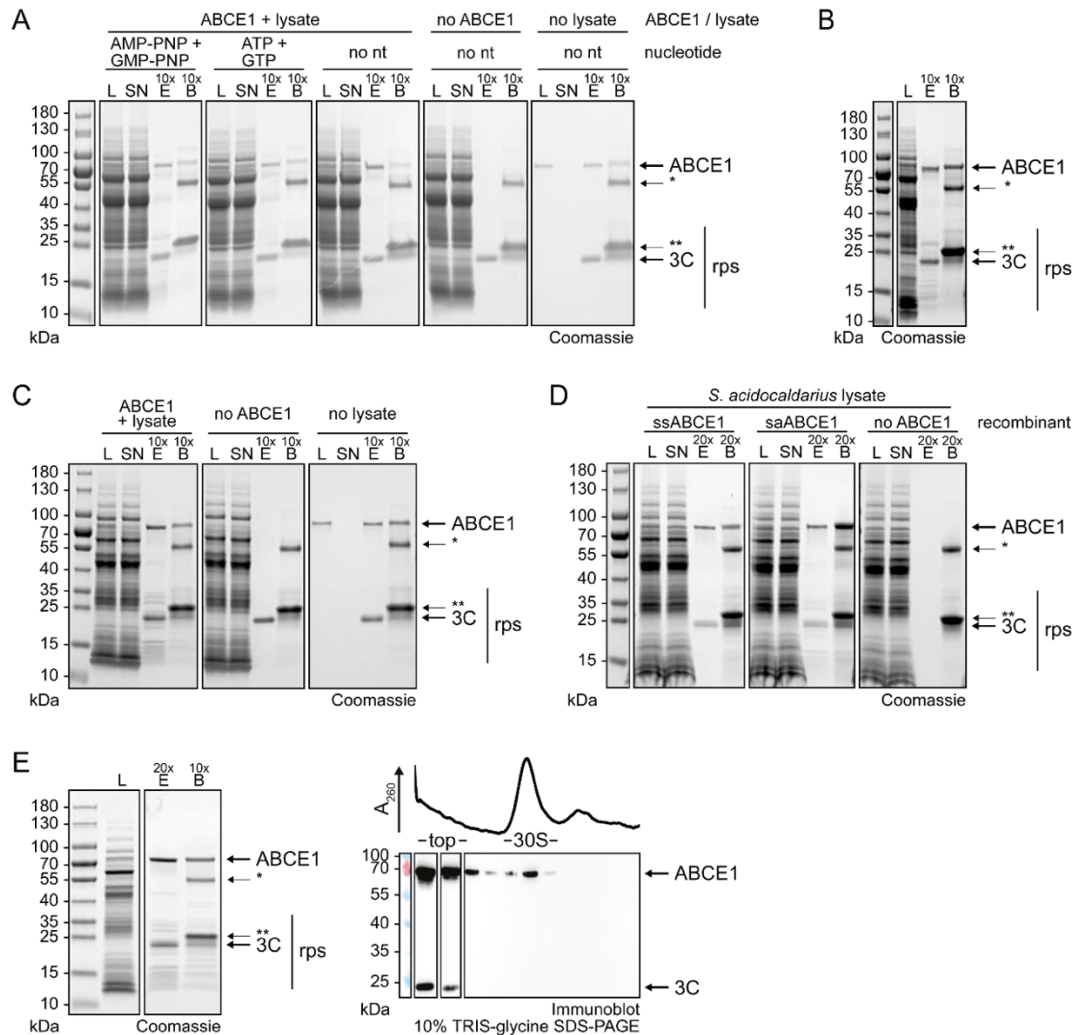 A
ABCE1 + lysate no ABCE1 no lysate ABCE1 / lysate
AMP-PNP + GMP-PNP ATP + GTP no nt no nt no nt nucleotide
L SN 10x E 10x B L SN 10x E 10x B L SN 10x E 10x B L SN 10x E 10x B L SN 10x E 10x B
180
130
100
70
55
40
35
25
15
10
kDa
ABCE1
*
**
3C
rps
Coomassie
B
L 10x E 10x B
180
130
100
70
55
40
35
25
15
10
kDa
ABCE1
*
**
3C
rps
Coomassie
C
ABCE1 + lysate no ABCE1 no lysate
L SN 10x E 10x B L SN 10x E 10x B L SN 10x E 10x B
180
130
100
70
55
40
35
25
15
10
kDa
ABCE1
*
**
3C
rps
Coomassie
D
S. acidocaldarius lysate
ssABCE1 saABCE1 no ABCE1 recombinant
L SN 20x E 20x B L SN 20x E 20x B L SN 20x E 20x B
180
130
100
70
55
40
35
25
15
kDa
ABCE1
*
**
3C
rps
Coomassie
E
L 20x E 10x B
180
130
100
70
55
40
35
25
15
10
kDa
ABCE1
*
**
3C
rps
Coomassie
A260
-top- -30S-
100
70
55
40
35
25
kDa
ABCE1
3C
Immunoblot
10% TRIS-glycine SDS-PAGE